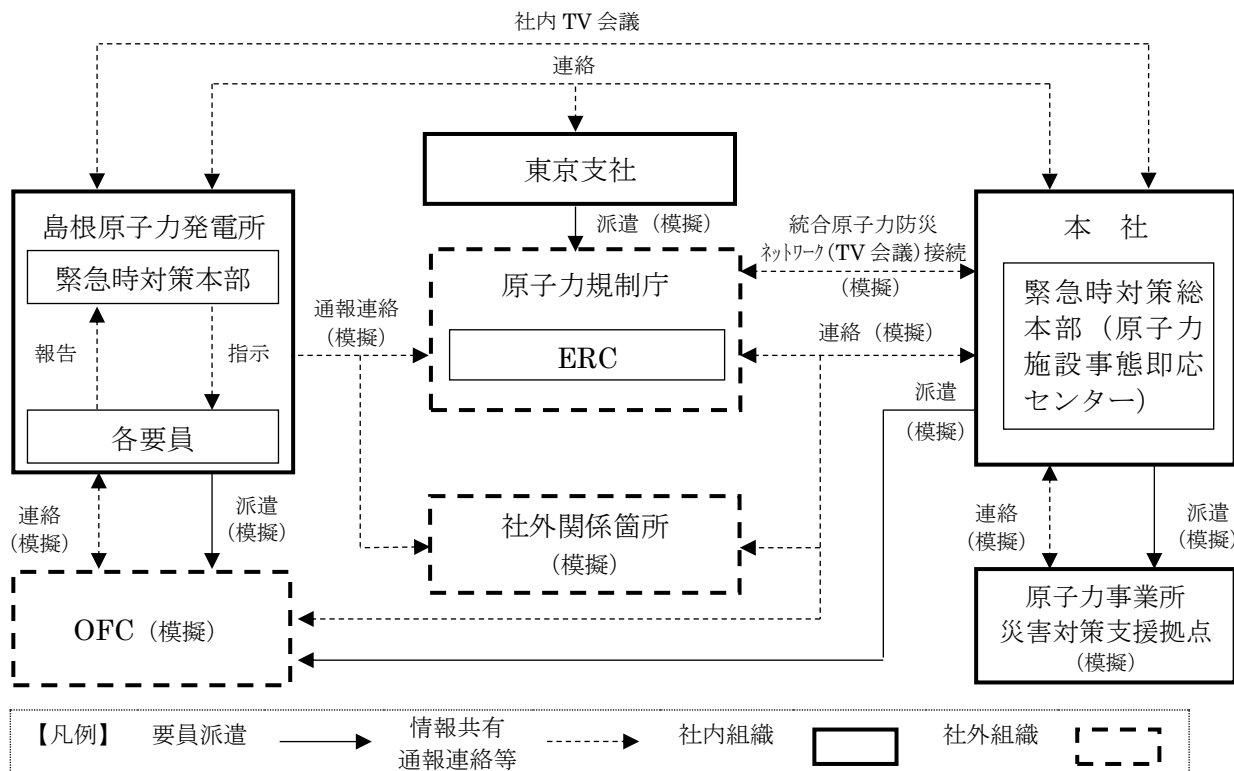 社内 TV 会議
連絡
東京支社
派遣（模擬）
島根原子力発電所
緊急時対策本部
報告
指示
各要員
通報連絡
(模擬)
原子力規制庁
ERC
統合原子力防災
ﾈｯﾄﾜｰｸ(TV 会議)接続
(模擬)
連絡（模擬）
本　社
緊急時対策総
本部（原子力
施設事態即応
センター）
派遣
(模擬)
連絡
(模擬)
派遣
(模擬)
社外関係箇所
(模擬)
連絡
(模擬)
派遣
(模擬)
OFC（模擬）
原子力事業所
災害対策支援拠点
(模擬)
【凡例】 要員派遣 情報共有 社内組織 社外組織
通報連絡等